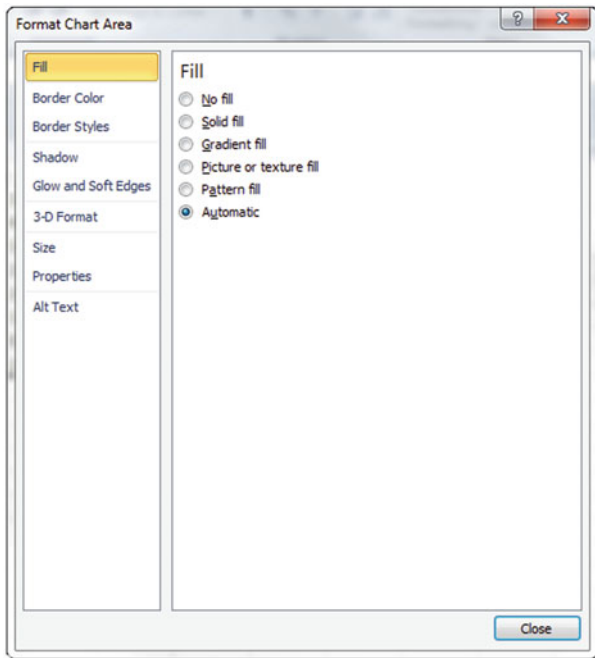 Format Chart Area
Fill
Border Color
Border Styles
Shadow
Glow and Soft Edges
3-D Format
Size
Properties
Alt Text
Fill
No fill
Solid fill
Gradient fill
Picture or texture fill
Pattern fill
Automatic
Close